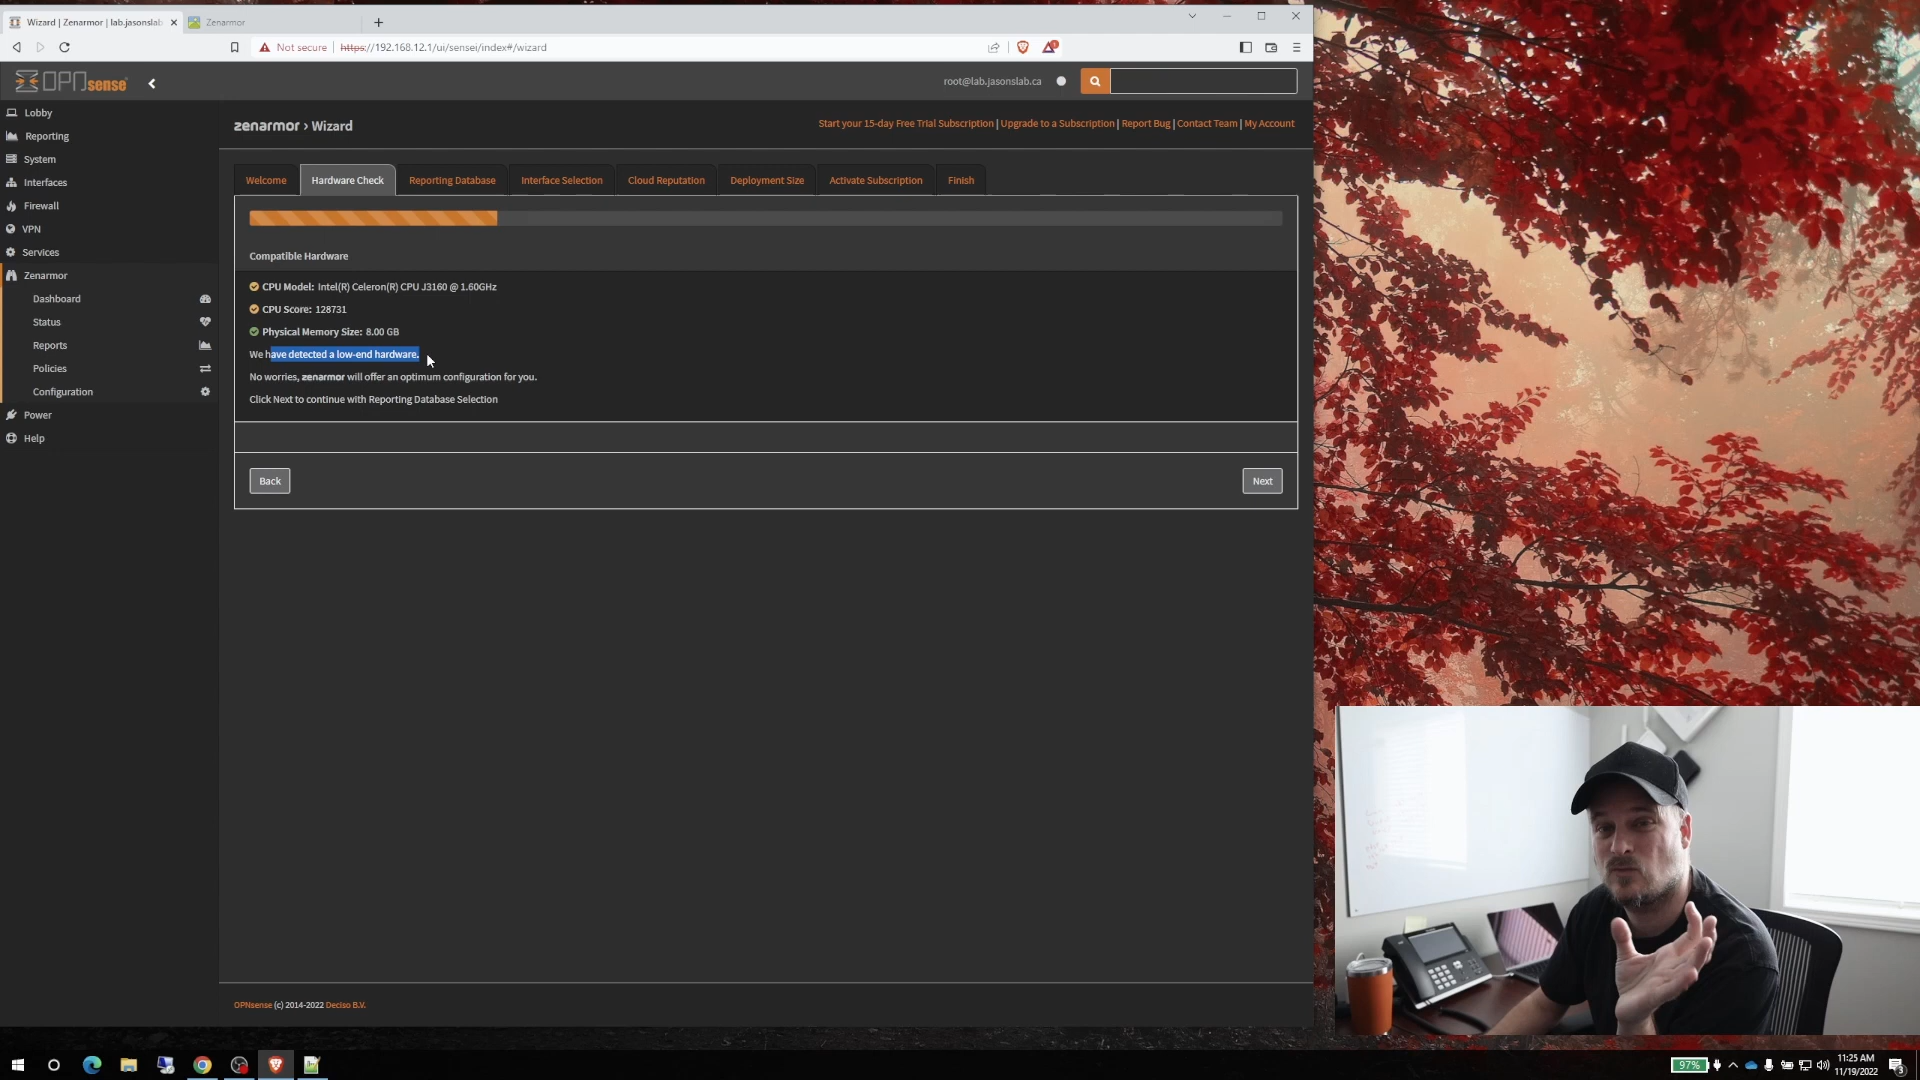 Wizard | Zenarmor | lab.jasonslab
Zenarmor
Not secure
https://192.168.12.1/ui/sensei/index#/wizard
OPNsense
root@lab.jasonslab.ca
Lobby
Reporting
System
Interfaces
Firewall
VPN
Services
Zenarmor
Dashboard
Status
Reports
Policies
Configuration
Power
Help
zenarmor › Wizard
Start your 15-day Free Trial Subscription | Upgrade to a Subscription | Report Bug | Contact Team | My Account
Welcome
Hardware Check
Reporting Database
Interface Selection
Cloud Reputation
Deployment Size
Activate Subscription
Finish
Compatible Hardware
CPU Model: Intel(R) Celeron(R) CPU J3160 @ 1.60GHz
CPU Score: 128731
Physical Memory Size: 8.00 GB
We have detected a low-end hardware.
No worries, zenarmor will offer an optimum configuration for you.
Click Next to continue with Reporting Database Selection
Back
Next
OPNsense (c) 2014-2022 Deciso B.V.
97%
11:25 AM
11/19/2022
3